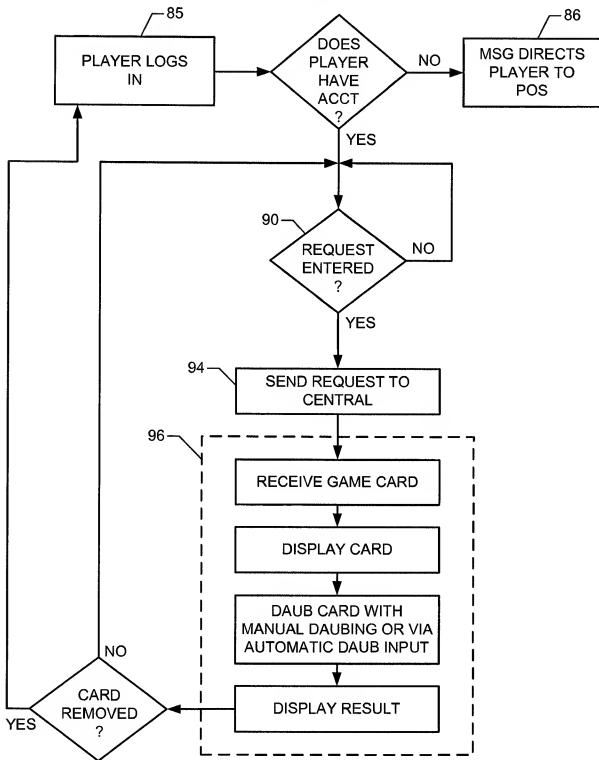 85
PLAYER LOGS
IN
DOES
PLAYER
HAVE
ACCT
?
NO
86
MSG DIRECTS
PLAYER TO
POS
YES
90
REQUEST
ENTERED
?
NO
YES
94
SEND REQUEST TO
CENTRAL
96
RECEIVE GAME CARD
DISPLAY CARD
DAUB CARD WITH
MANUAL DAUBING OR VIA
AUTOMATIC DAUB INPUT
DISPLAY RESULT
NO
CARD
REMOVED
?
YES